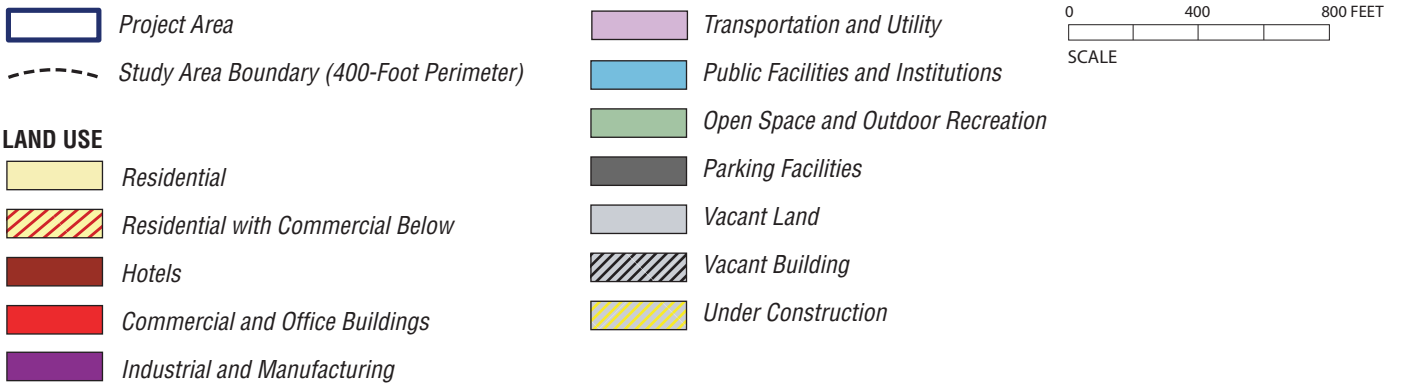 Project Area
Study Area Boundary (400-Foot Perimeter)
LAND USE
Residential
Residential with Commercial Below
Hotels
Commercial and Office Buildings
Industrial and Manufacturing
Transportation and Utility
Public Facilities and Institutions
Open Space and Outdoor Recreation
Parking Facilities
Vacant Land
Vacant Building
Under Construction
0 400 800 FEET
SCALE